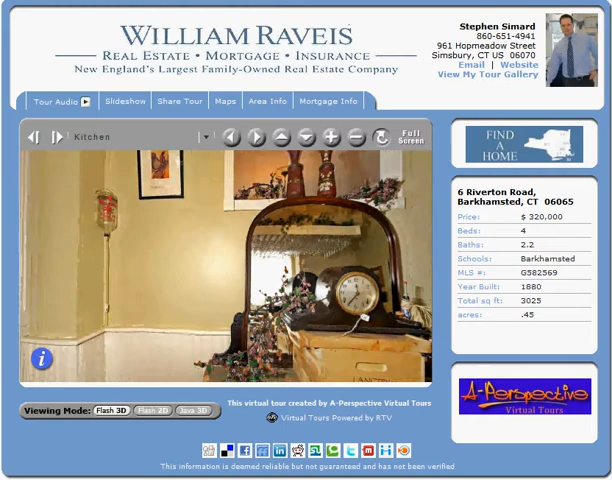 WILLIAM RAVEIS
REAL ESTATE • MORTGAGE • INSURANCE
New England's Largest Family-Owned Real Estate Company
Stephen Simard
860-651-4941
961 Hopmeadow Street
Simsbury, CT US 06070
Email | Website
View My Tour Gallery
Tour Audio
Slideshow
Share Tour
Maps
Area Info
Mortgage Info
Kitchen
Full
Screen
FIND
A
HOME
6 Riverton Road,
Barkhamsted, CT 06065
Price: $ 320,000
Beds: 4
Baths: 2.2
Schools: Barkhamsted
MLS #: G582569
Year Built: 1880
Total sq ft: 3025
acres: .45
Viewing Mode: Flash 3D Flash 2D Java 3D
This virtual tour created by A-Perspective Virtual Tours
Virtual Tours Powered by RTV
A-Perspective
Virtual Tours
This information is deemed reliable but not guaranteed and has not been verified